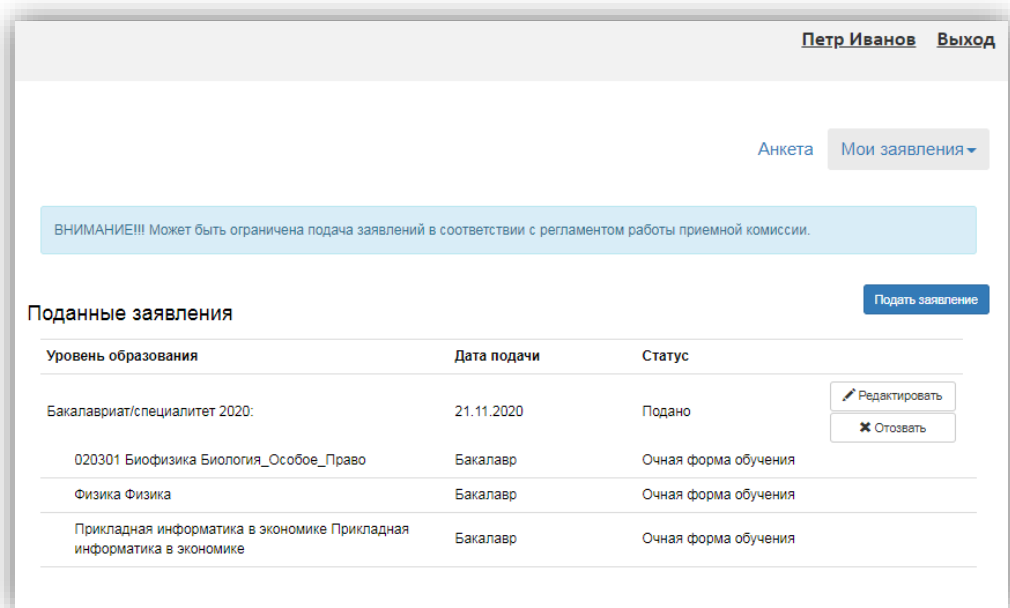 Петр Иванов Выход
Анкета Мои заявления
ВНИМАНИЕ!!! Может быть ограничена подача заявлений в соответствии с регламентом работы приемной комиссии.
Подать заявление
Поданные заявления
Уровень образования Дата подачи Статус
Бакалавриат/специалитет 2020: 21.11.2020 Подано Редактировать
Отозвать
020301 Биофизика Биология_Особое_Право Бакалавр Очная форма обучения
Физика Физика Бакалавр Очная форма обучения
Прикладная информатика в экономике Прикладная
информатика в экономике Бакалавр Очная форма обучения